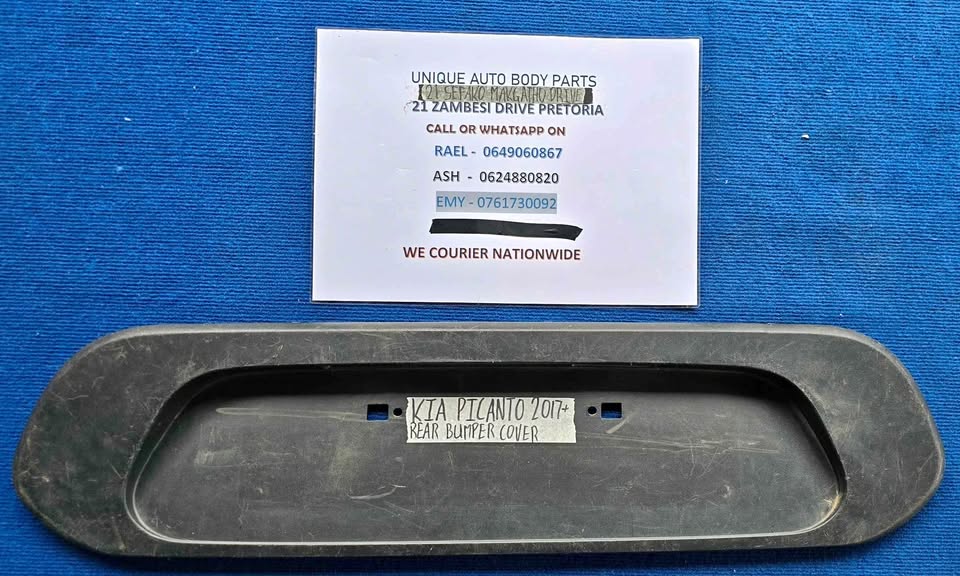 UNIQUE AUTO BODY PARTS
21 SEFAKO MAKGATHO DRIVE
21 ZAMBESI DRIVE PRETORIA
CALL OR WHATSAPP ON
RAEL - 0649060867
ASH - 0624880820
EMY - 0761730092
WE COURIER NATIONWIDE
KIA PICANTO 2017+
REAR BUMPER COVER